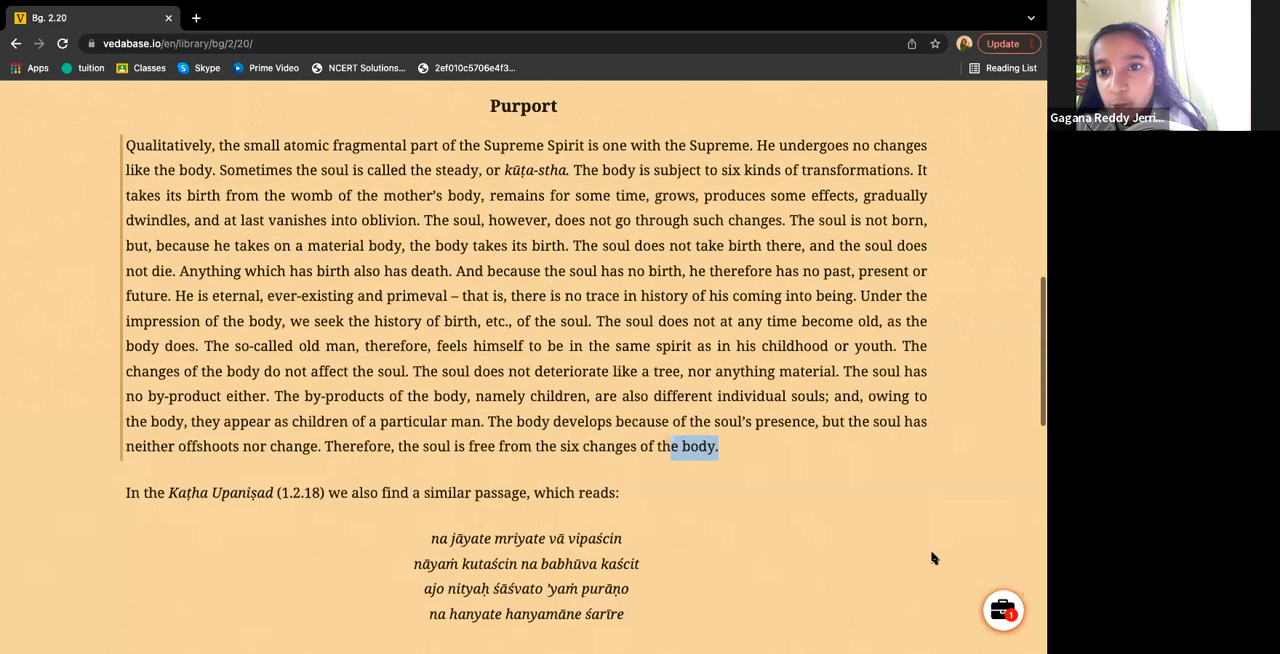 V Bg. 2.20
vedabase.io/en/library/bg/2/20/
Update
Apps tuition Classes Skype Prime Video NCERT Solutions... 2ef010c5706e4f3... Reading List
Gagana Reddy Jerri...
Purport
Qualitatively, the small atomic fragmental part of the Supreme Spirit is one with the Supreme. He undergoes no changes
like the body. Sometimes the soul is called the steady, or kūṭa-stha. The body is subject to six kinds of transformations. It
takes its birth from the womb of the mother’s body, remains for some time, grows, produces some effects, gradually
dwindles, and at last vanishes into oblivion. The soul, however, does not go through such changes. The soul is not born,
but, because he takes on a material body, the body takes its birth. The soul does not take birth there, and the soul does
not die. Anything which has birth also has death. And because the soul has no birth, he therefore has no past, present or
future. He is eternal, ever-existing and primeval – that is, there is no trace in history of his coming into being. Under the
impression of the body, we seek the history of birth, etc., of the soul. The soul does not at any time become old, as the
body does. The so-called old man, therefore, feels himself to be in the same spirit as in his childhood or youth. The
changes of the body do not affect the soul. The soul does not deteriorate like a tree, nor anything material. The soul has
no by-product either. The by-products of the body, namely children, are also different individual souls; and, owing to
the body, they appear as children of a particular man. The body develops because of the soul’s presence, but the soul has
neither offshoots nor change. Therefore, the soul is free from the six changes of the body.
In the Kaṭha Upaniṣad (1.2.18) we also find a similar passage, which reads:
na jāyate mriyate vā vipaścin
nāyaṁ kutaścin na babhūva kaścit
ajo nityaḥ śāśvato ’yaṁ purāṇo
na hanyate hanyamāne śarīre
1